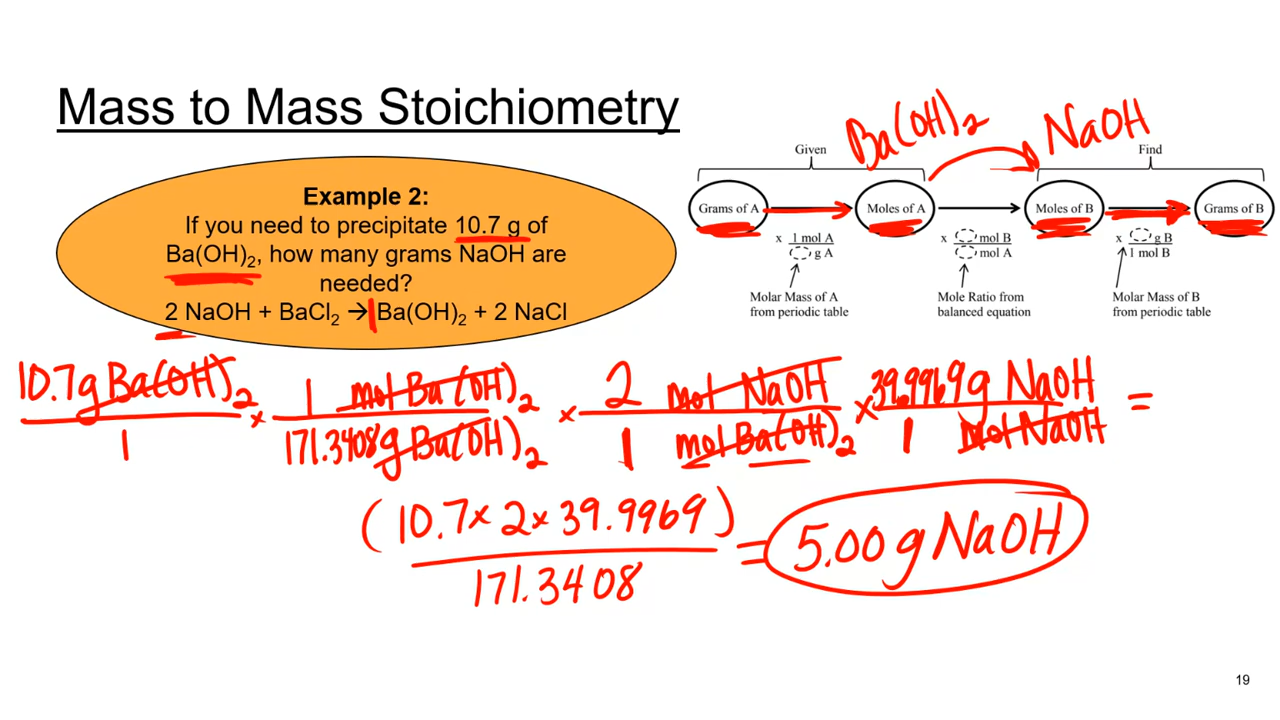 Mass to Mass Stoichiometry
Example 2:
If you need to precipitate 10.7 g of
Ba(OH)₂, how many grams NaOH are
needed?
2 NaOH + BaCl₂ → 1 Ba(OH)₂ + 2 NaCl
Ba(OH)₂ NaOH
Given Find
Grams of A Moles of A Moles of B Grams of B
x 1 mol A / g A x mol B / mol A x g B / 1 mol B
Molar Mass of A Mole Ratio from Molar Mass of B
from periodic table balanced equation from periodic table
10.7g Ba(OH)₂ / 1 × 1 mol Ba(OH)₂ / 171.3408g Ba(OH)₂ × 2 mol NaOH / 1 mol Ba(OH)₂ × 39.9969g NaOH / 1 mol NaOH =
(10.7 × 2 × 39.9969) / 171.3408 = 5.00g NaOH
19